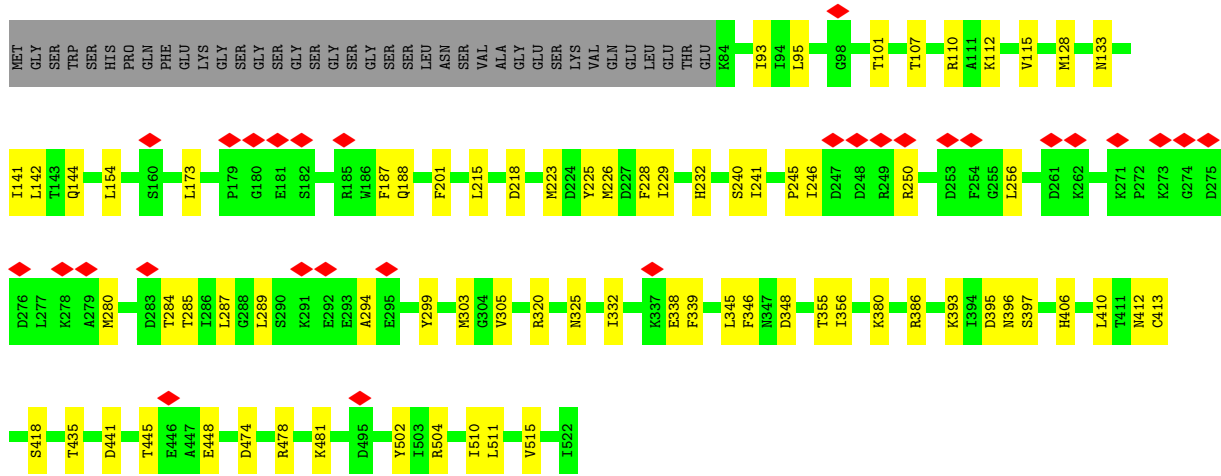 MET GLY SER TRP SER HIS PRO GLN PHE GLU LYS GLY SER GLY SER GLY SER GLY SER GLY SER SER LEU ASN SER VAL ALA GLY GLU SER LYS VAL GLN GLU LEU GLU THR GLU K84 I93 I94 L95 G98 T101 T107 R110 A111 K112 V115 M128 N133
I141 L142 T143 Q144 L154 S160 L173 P179 G180 E181 S182 R185 W186 F187 Q188 F201 L215 D218 M223 D224 Y225 M226 D227 F228 I229 H232 S240 I241 P245 I246 D247 D248 R249 R250 D253 F254 G255 L256 D261 K262 K271 P272 K273 G274 D275
D276 L277 K278 A279 M280 D283 T284 T285 I286 L287 G288 L289 S290 K291 E292 E293 A294 E295 Y299 M303 G304 V305 R320 N325 I332 K337 E338 F339 L345 F346 N347 D348 T355 I356 K380 R386 K393 I394 D395 N396 S397 H406 L410 T411 N412 C413
S418 T435 D441 T445 E446 A447 E448 D474 R478 K481 D495 Y502 I503 R504 I510 L511 V515 I522